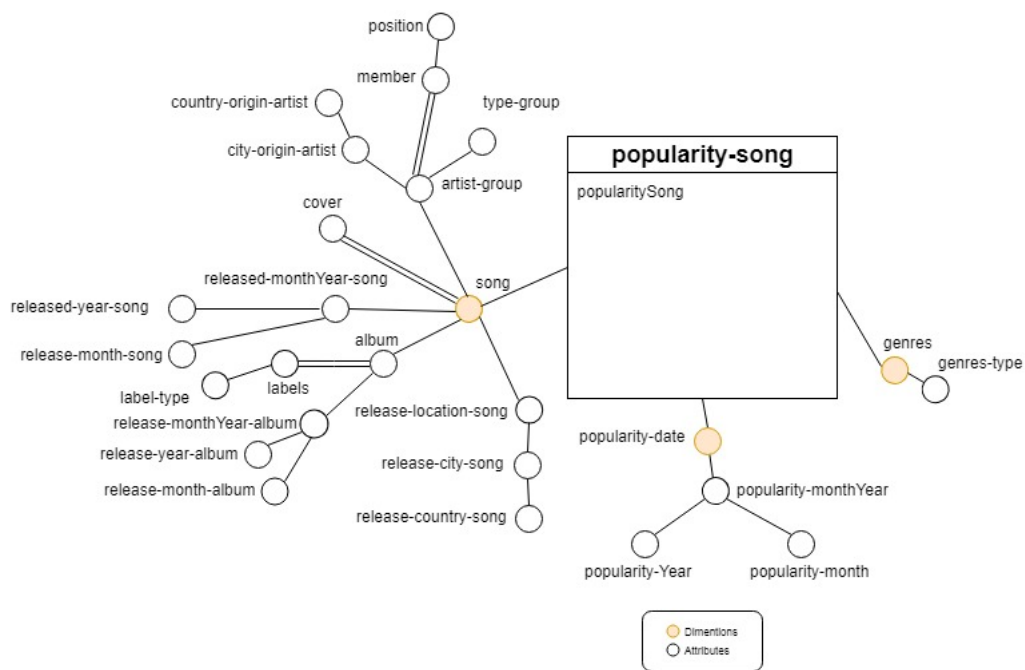 position
member
type-group
country-origin-artist
city-origin-artist
artist-group
cover
released-monthYear-song
song
released-year-song
release-month-song
album
labels
label-type
release-monthYear-album
release-year-album
release-month-album
release-location-song
release-city-song
release-country-song
popularity-song
popularitySong
genres
genres-type
popularity-date
popularity-monthYear
popularity-Year
popularity-month
Dimentions
Attributes